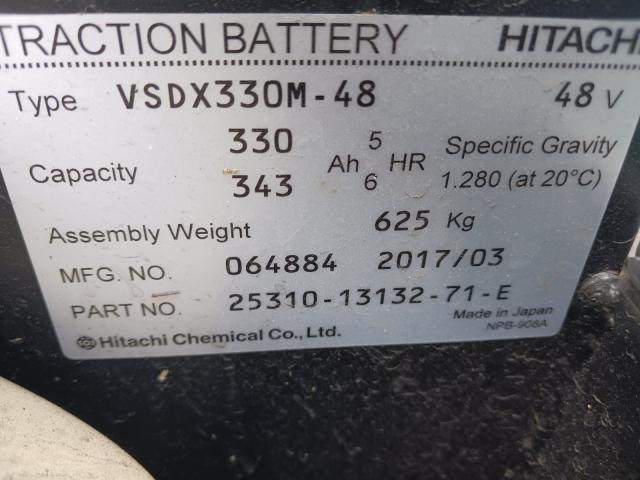 TRACTION BATTERY HITACHI
Type VSDX330M-48 48 V
Capacity 330 Ah 5 HR Specific Gravity
343 6 1.280 (at 20°C)
Assembly Weight 625 Kg
MFG. NO. 064884 2017/03
PART NO. 25310-13132-71-E
Made in Japan
NPB-908A
Hitachi Chemical Co., Ltd.